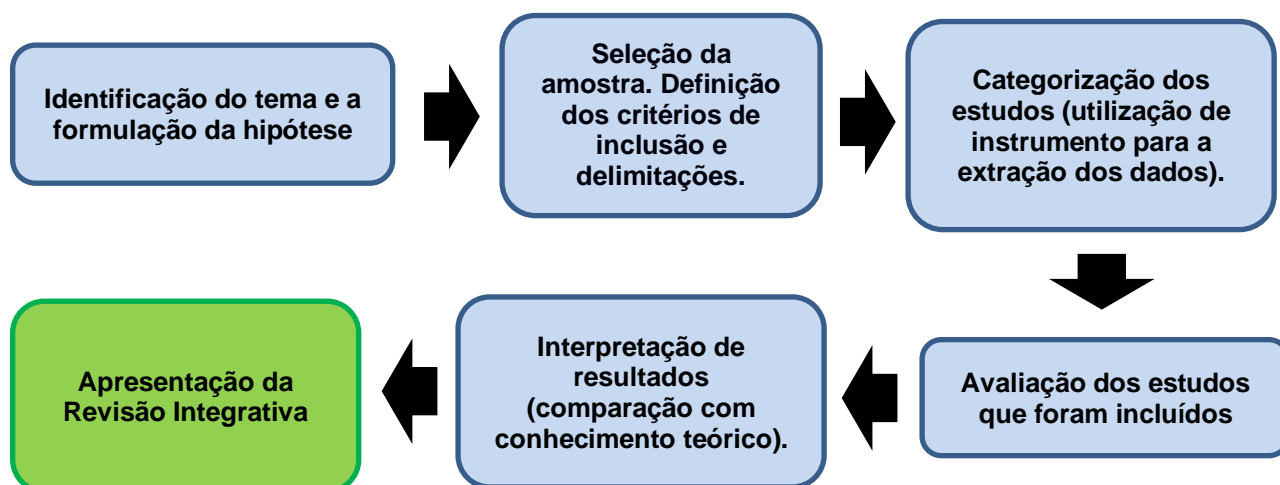 Identificação do tema e a
formulação da hipótese
Seleção da
amostra. Definição
dos critérios de
inclusão e
delimitações.
Categorização dos
estudos (utilização de
instrumento para a
extração dos dados).
Avaliação dos estudos
que foram incluídos
Interpretação de
resultados
(comparação com
conhecimento teórico).
Apresentação da
Revisão Integrativa